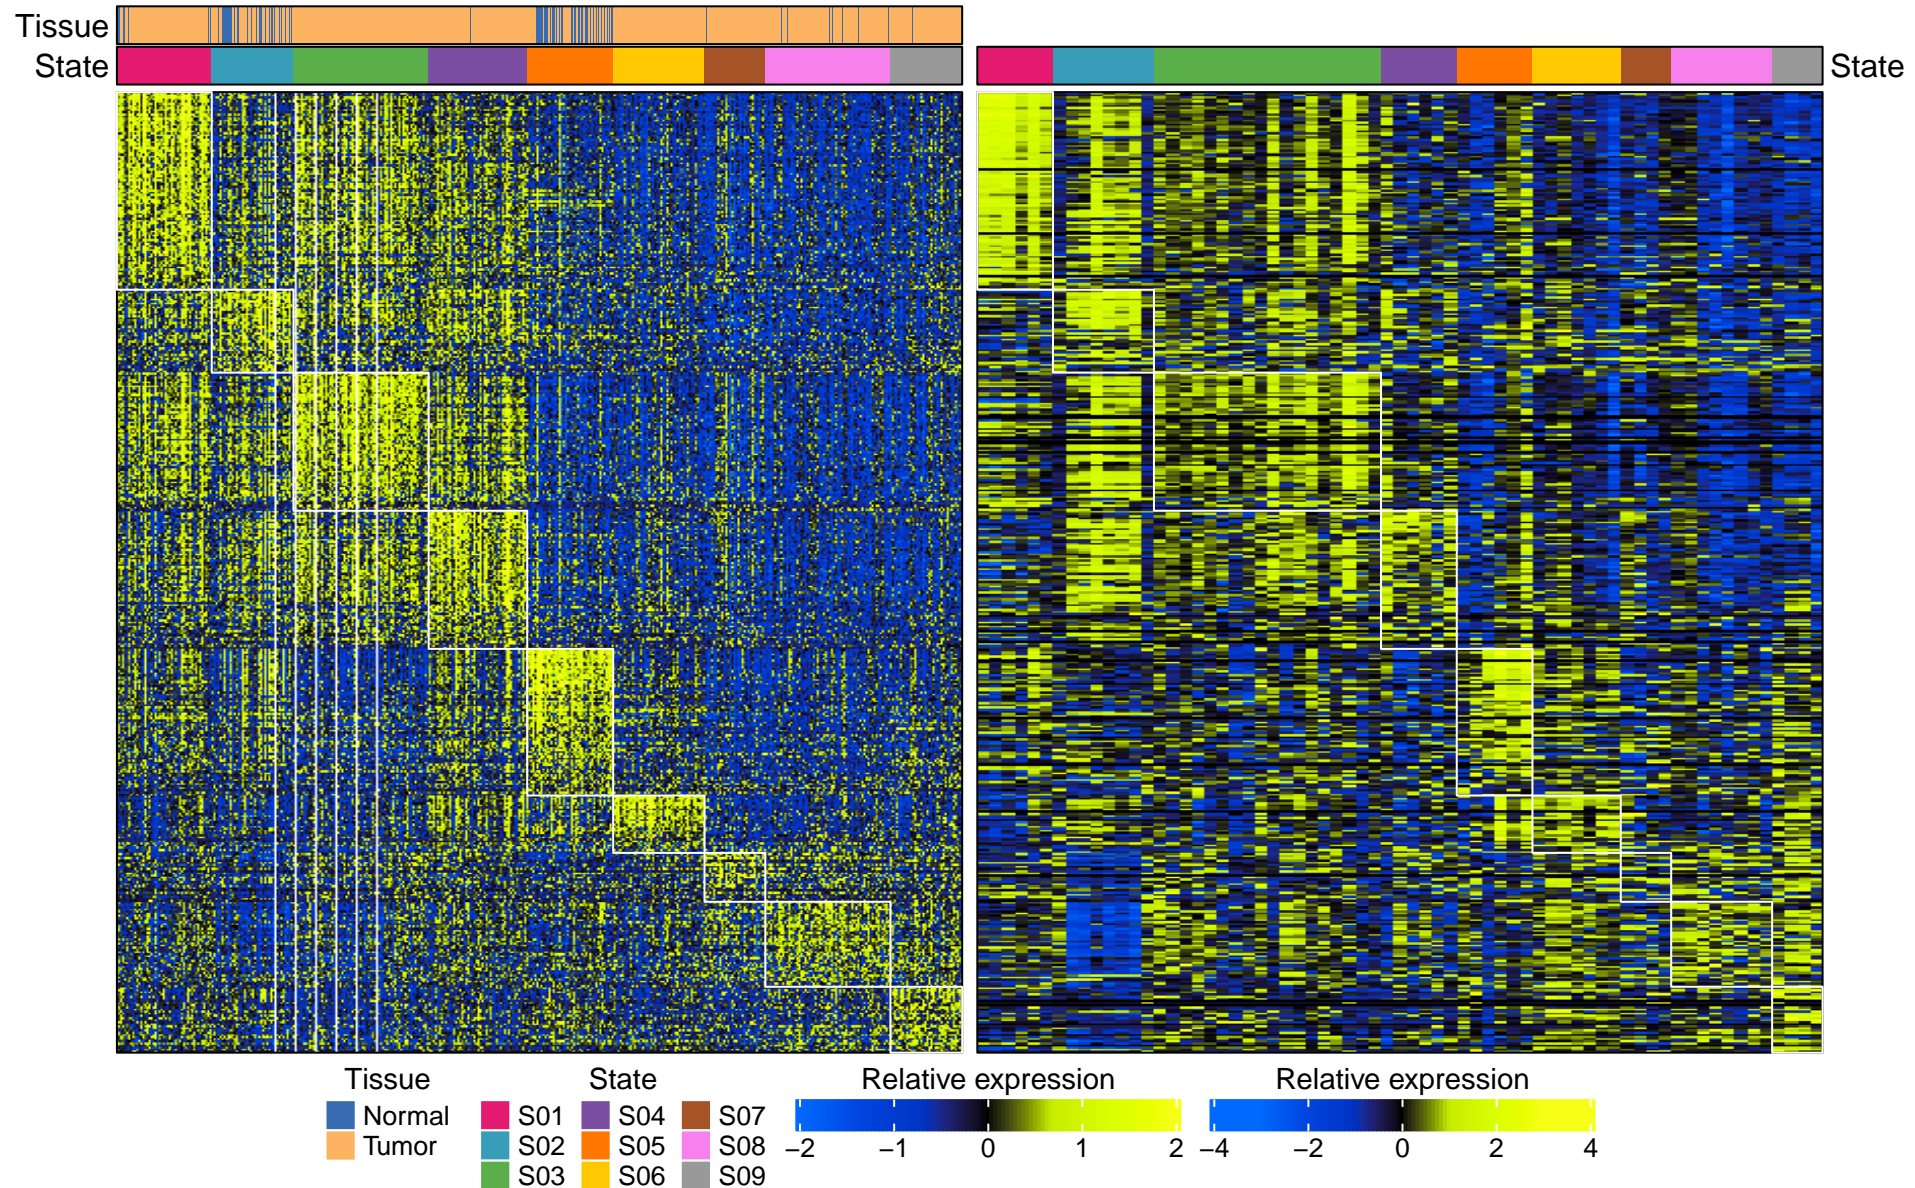 Tissue
State
State
Tissue
Normal
Tumor
State
S01 S04 S07
S02 S05 S08
S03 S06 S09
Relative expression
−2 −1 0 1 2
Relative expression
−4 −2 0 2 4